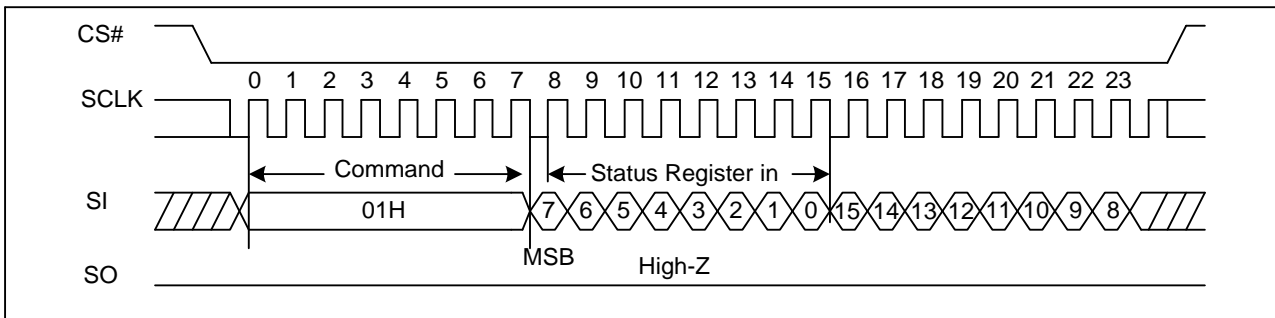 CS#
0 1 2 3 4 5 6 7 8 9 10 11 12 13 14 15 16 17 18 19 20 21 22 23
SCLK
Command Status Register in
SI 01H 7 6 5 4 3 2 1 0 15 14 13 12 11 10 9 8
MSB High-Z
SO